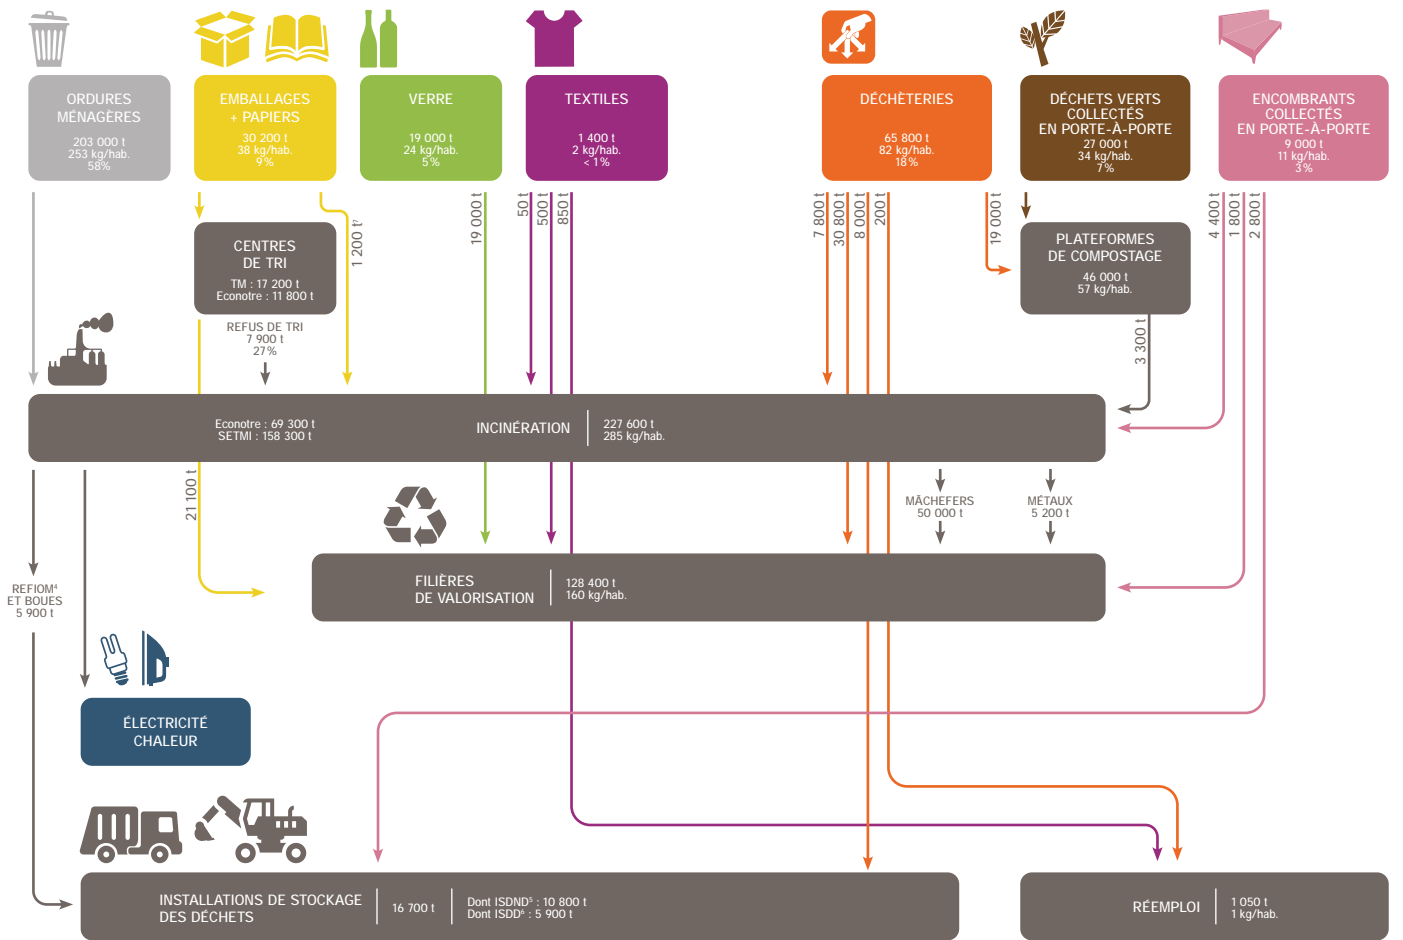 ORDURES
MÉNAGÈRES
203 000 t
253 kg/hab.
58%
EMBALLAGES
+ PAPIERS
30 200 t
38 kg/hab.
9%
VERRE
19 000 t
24 kg/hab.
5%
TEXTILES
1 400 t
2 kg/hab.
< 1%
DÉCHÈTERIES
65 800 t
82 kg/hab.
18%
DÉCHETS VERTS
COLLECTÉS
EN PORTE-À-PORTE
27 000 t
34 kg/hab.
7%
ENCOMBRANTS
COLLECTÉS
EN PORTE-À-PORTE
9 000 t
11 kg/hab.
3%
1 200 t⁷
19 000 t
50 t
500 t
850 t
7 800 t
30 800 t
8 000 t
200 t
19 000 t
4 400 t
1 800 t
2 800 t
CENTRES
DE TRI
TM : 17 200 t
Econotre : 11 800 t
PLATEFORMES
DE COMPOSTAGE
46 000 t
57 kg/hab.
REFUS DE TRI
7 900 t
27%
3 300 t
Econotre : 69 300 t
SETMI : 158 300 t
INCINÉRATION
227 600 t
285 kg/hab.
21 100 t
MÂCHEFERS
50 000 t
MÉTAUX
5 200 t
REFIOM⁴
ET BOUES
5 900 t
FILIÈRES
DE VALORISATION
128 400 t
160 kg/hab.
ÉLECTRICITÉ
CHALEUR
INSTALLATIONS DE STOCKAGE
DES DÉCHETS
16 700 t
Dont ISDND⁵ : 10 800 t
Dont ISDD⁶ : 5 900 t
RÉEMPLOI
1 050 t
1 kg/hab.